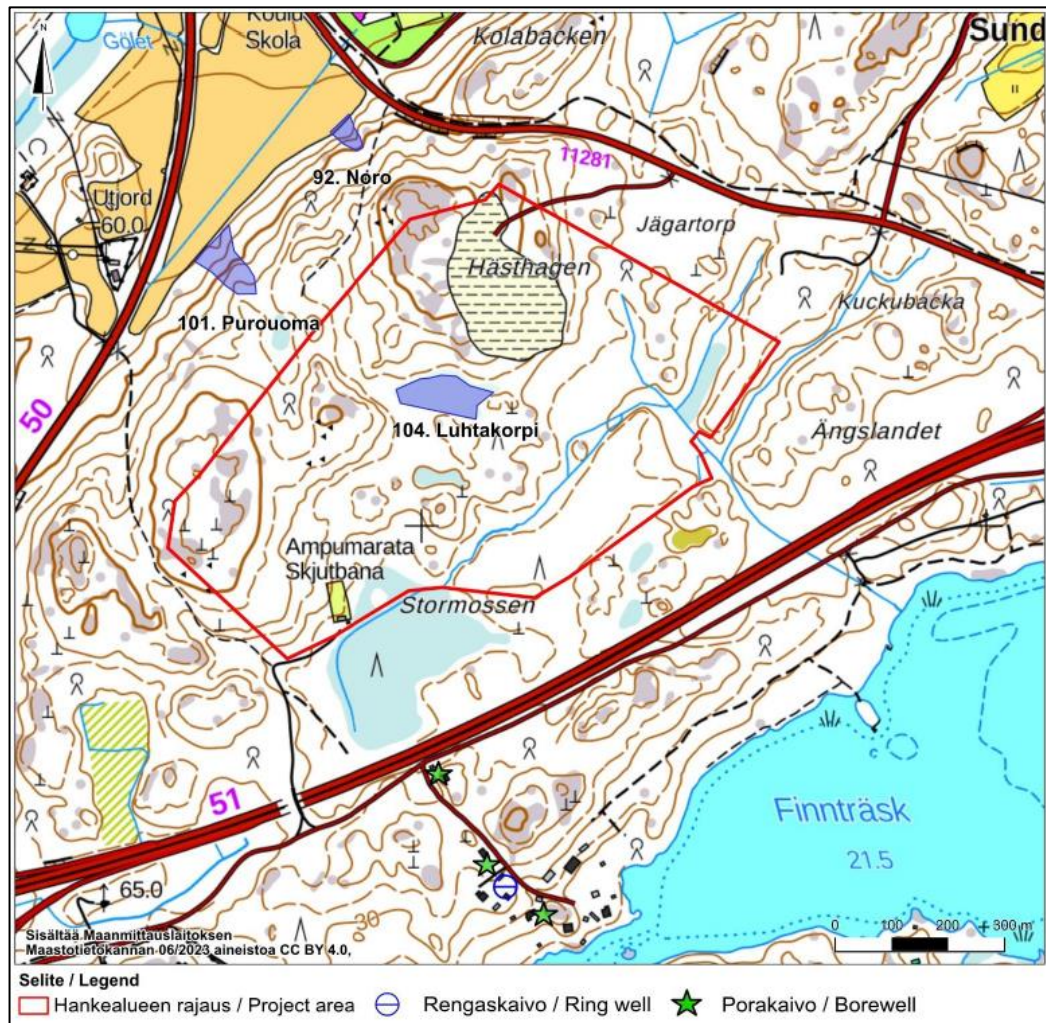 Gölet
Koulu
Skola
Kolabacken
Sund
N
11281
92. Noro
Utjord
60.0
Jägartorp
Hästhagen
Kuckubacka
101. Purouoma
50
104. Luhtakorpi
Ängslandet
Ampumarata
Skjutbana
Stormossen
51
Finnträsk
21.5
65.0
30
Sisältää Maanmittauslaitoksen
Maastotietokannan 06/2023 aineistoa CC BY 4.0,
0 100 200 300 m
Selite / Legend
Hankealueen rajaus / Project area
Rengaskaivo / Ring well
Porakaivo / Borewell